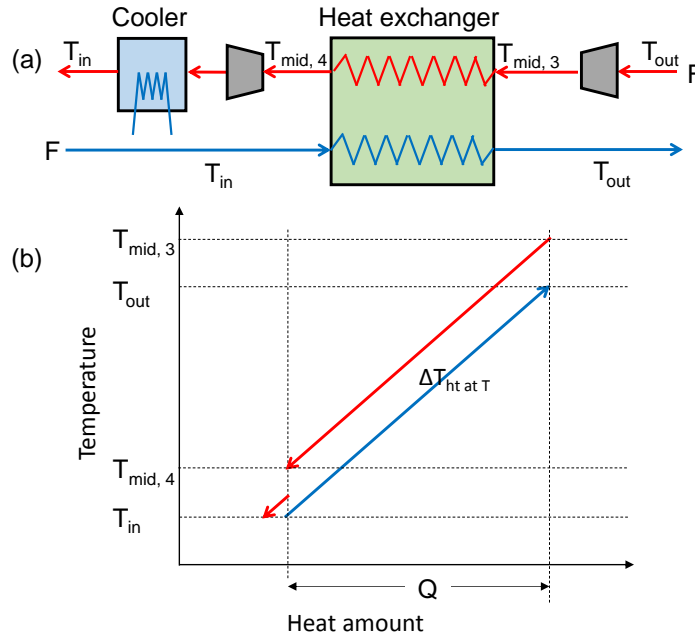 Cooler
Heat exchanger
(a)
T_in
T_mid, 4
T_mid, 3
T_out
F
F
T_in
T_out
(b)
T_mid, 3
T_out
Temperature
ΔT_ht at T
T_mid, 4
T_in
Q
Heat amount